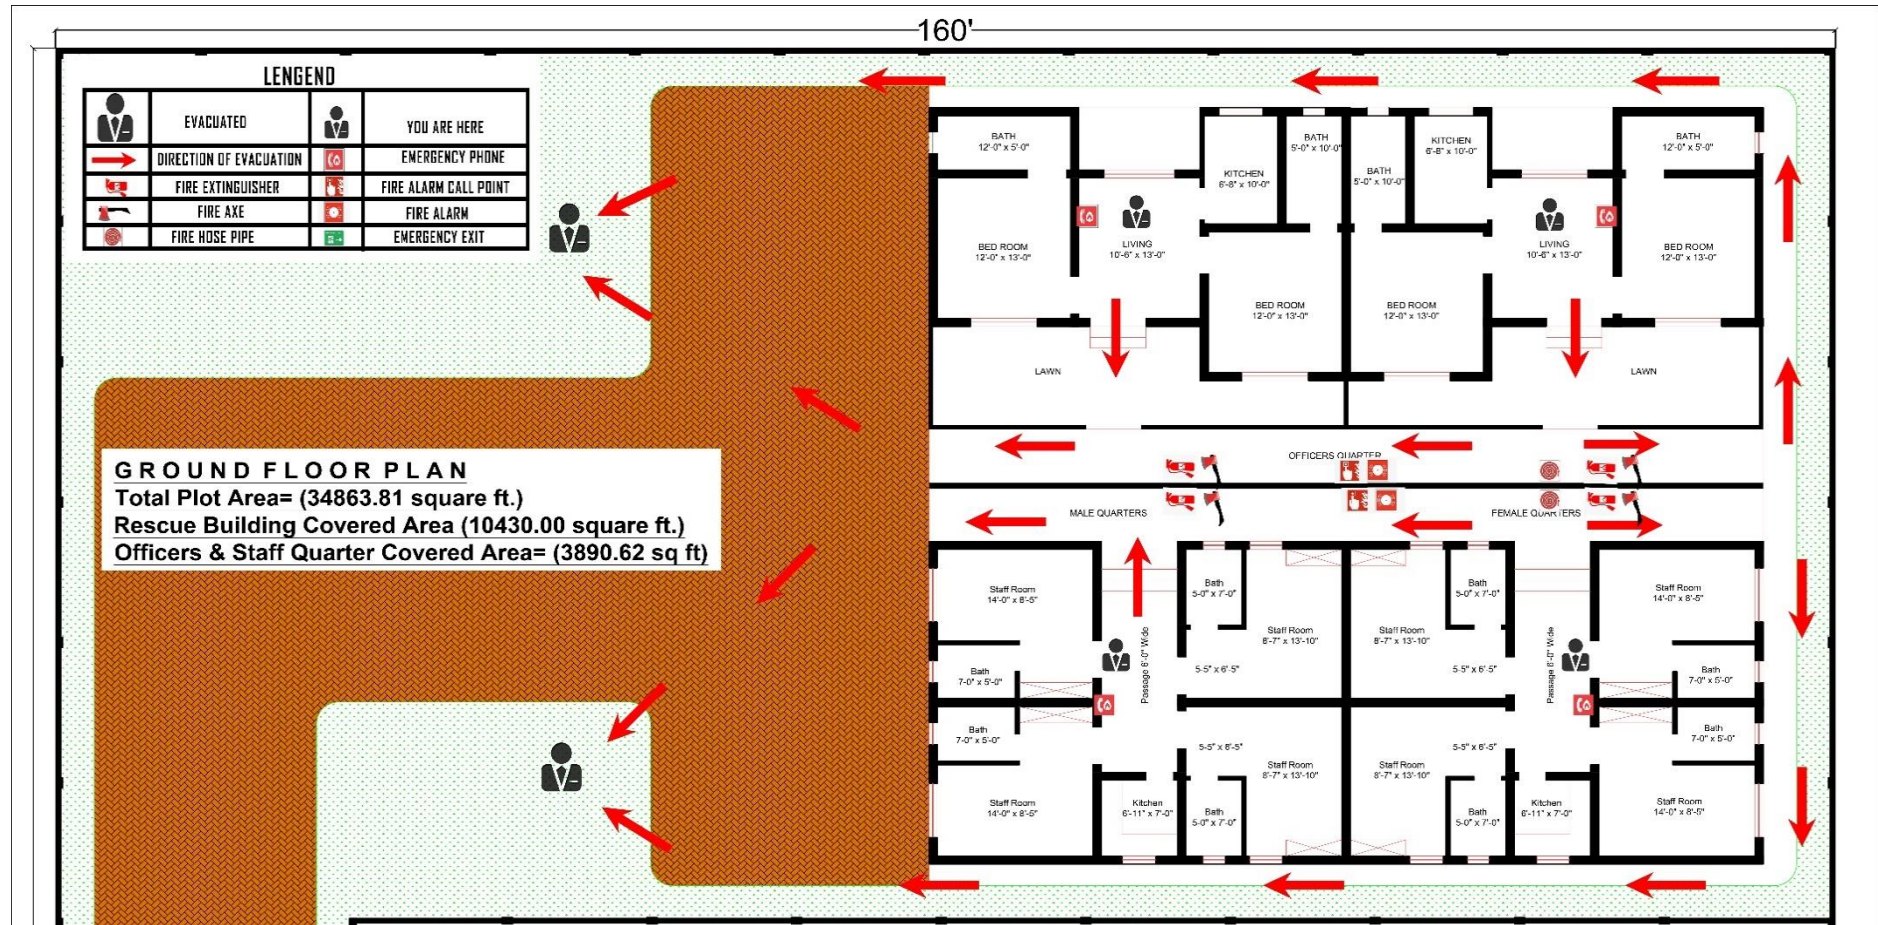 160'
LENGEND
EVACUATED
YOU ARE HERE
DIRECTION OF EVACUATION
EMERGENCY PHONE
FIRE EXTINGUISHER
FIRE ALARM CALL POINT
FIRE AXE
FIRE ALARM
FIRE HOSE PIPE
EMERGENCY EXIT
BATH
12'-0" x 5'-0"
KITCHEN
6'-8" x 10'-0"
BATH
5'-0" x 10'-0"
BATH
5'-0" x 10'-0"
KITCHEN
6'-8" x 10'-0"
BATH
12'-0" x 5'-0"
BED ROOM
12'-0" x 13'-0"
LIVING
10'-6" x 13'-0"
BED ROOM
12'-0" x 13'-0"
BED ROOM
12'-0" x 13'-0"
LIVING
10'-6" x 13'-0"
BED ROOM
12'-0" x 13'-0"
LAWN
LAWN
OFFICERS QUARTER
GROUND FLOOR PLAN
Total Plot Area= (34863.81 square ft.)
Rescue Building Covered Area (10430.00 square ft.)
Officers & Staff Quarter Covered Area= (3890.62 sq ft)
MALE QUARTERS
FEMALE QUARTERS
Staff Room
14'-0" x 8'-5"
Bath
5-0" x 7'-0"
Staff Room
8'-7" x 13'-10"
Staff Room
8'-7" x 13'-10"
Bath
5-0" x 7'-0"
Staff Room
14'-0" x 8'-5"
Passage 6'-0" Wide
5-5" x 6'-5"
5-5" x 6'-5"
Passage 6'-0" Wide
Bath
7-0" x 5'-0"
Bath
7-0" x 5'-0"
Bath
7-0" x 5'-0"
5-5" x 6'-5"
5-5" x 6'-5"
Bath
7-0" x 5'-0"
Staff Room
14'-0" x 8'-5"
Kitchen
6'-11" x 7'-0"
Bath
5-0" x 7'-0"
Staff Room
8'-7" x 13'-10"
Staff Room
8'-7" x 13'-10"
Bath
5-0" x 7'-0"
Kitchen
6'-11" x 7'-0"
Staff Room
14'-0" x 8'-5"